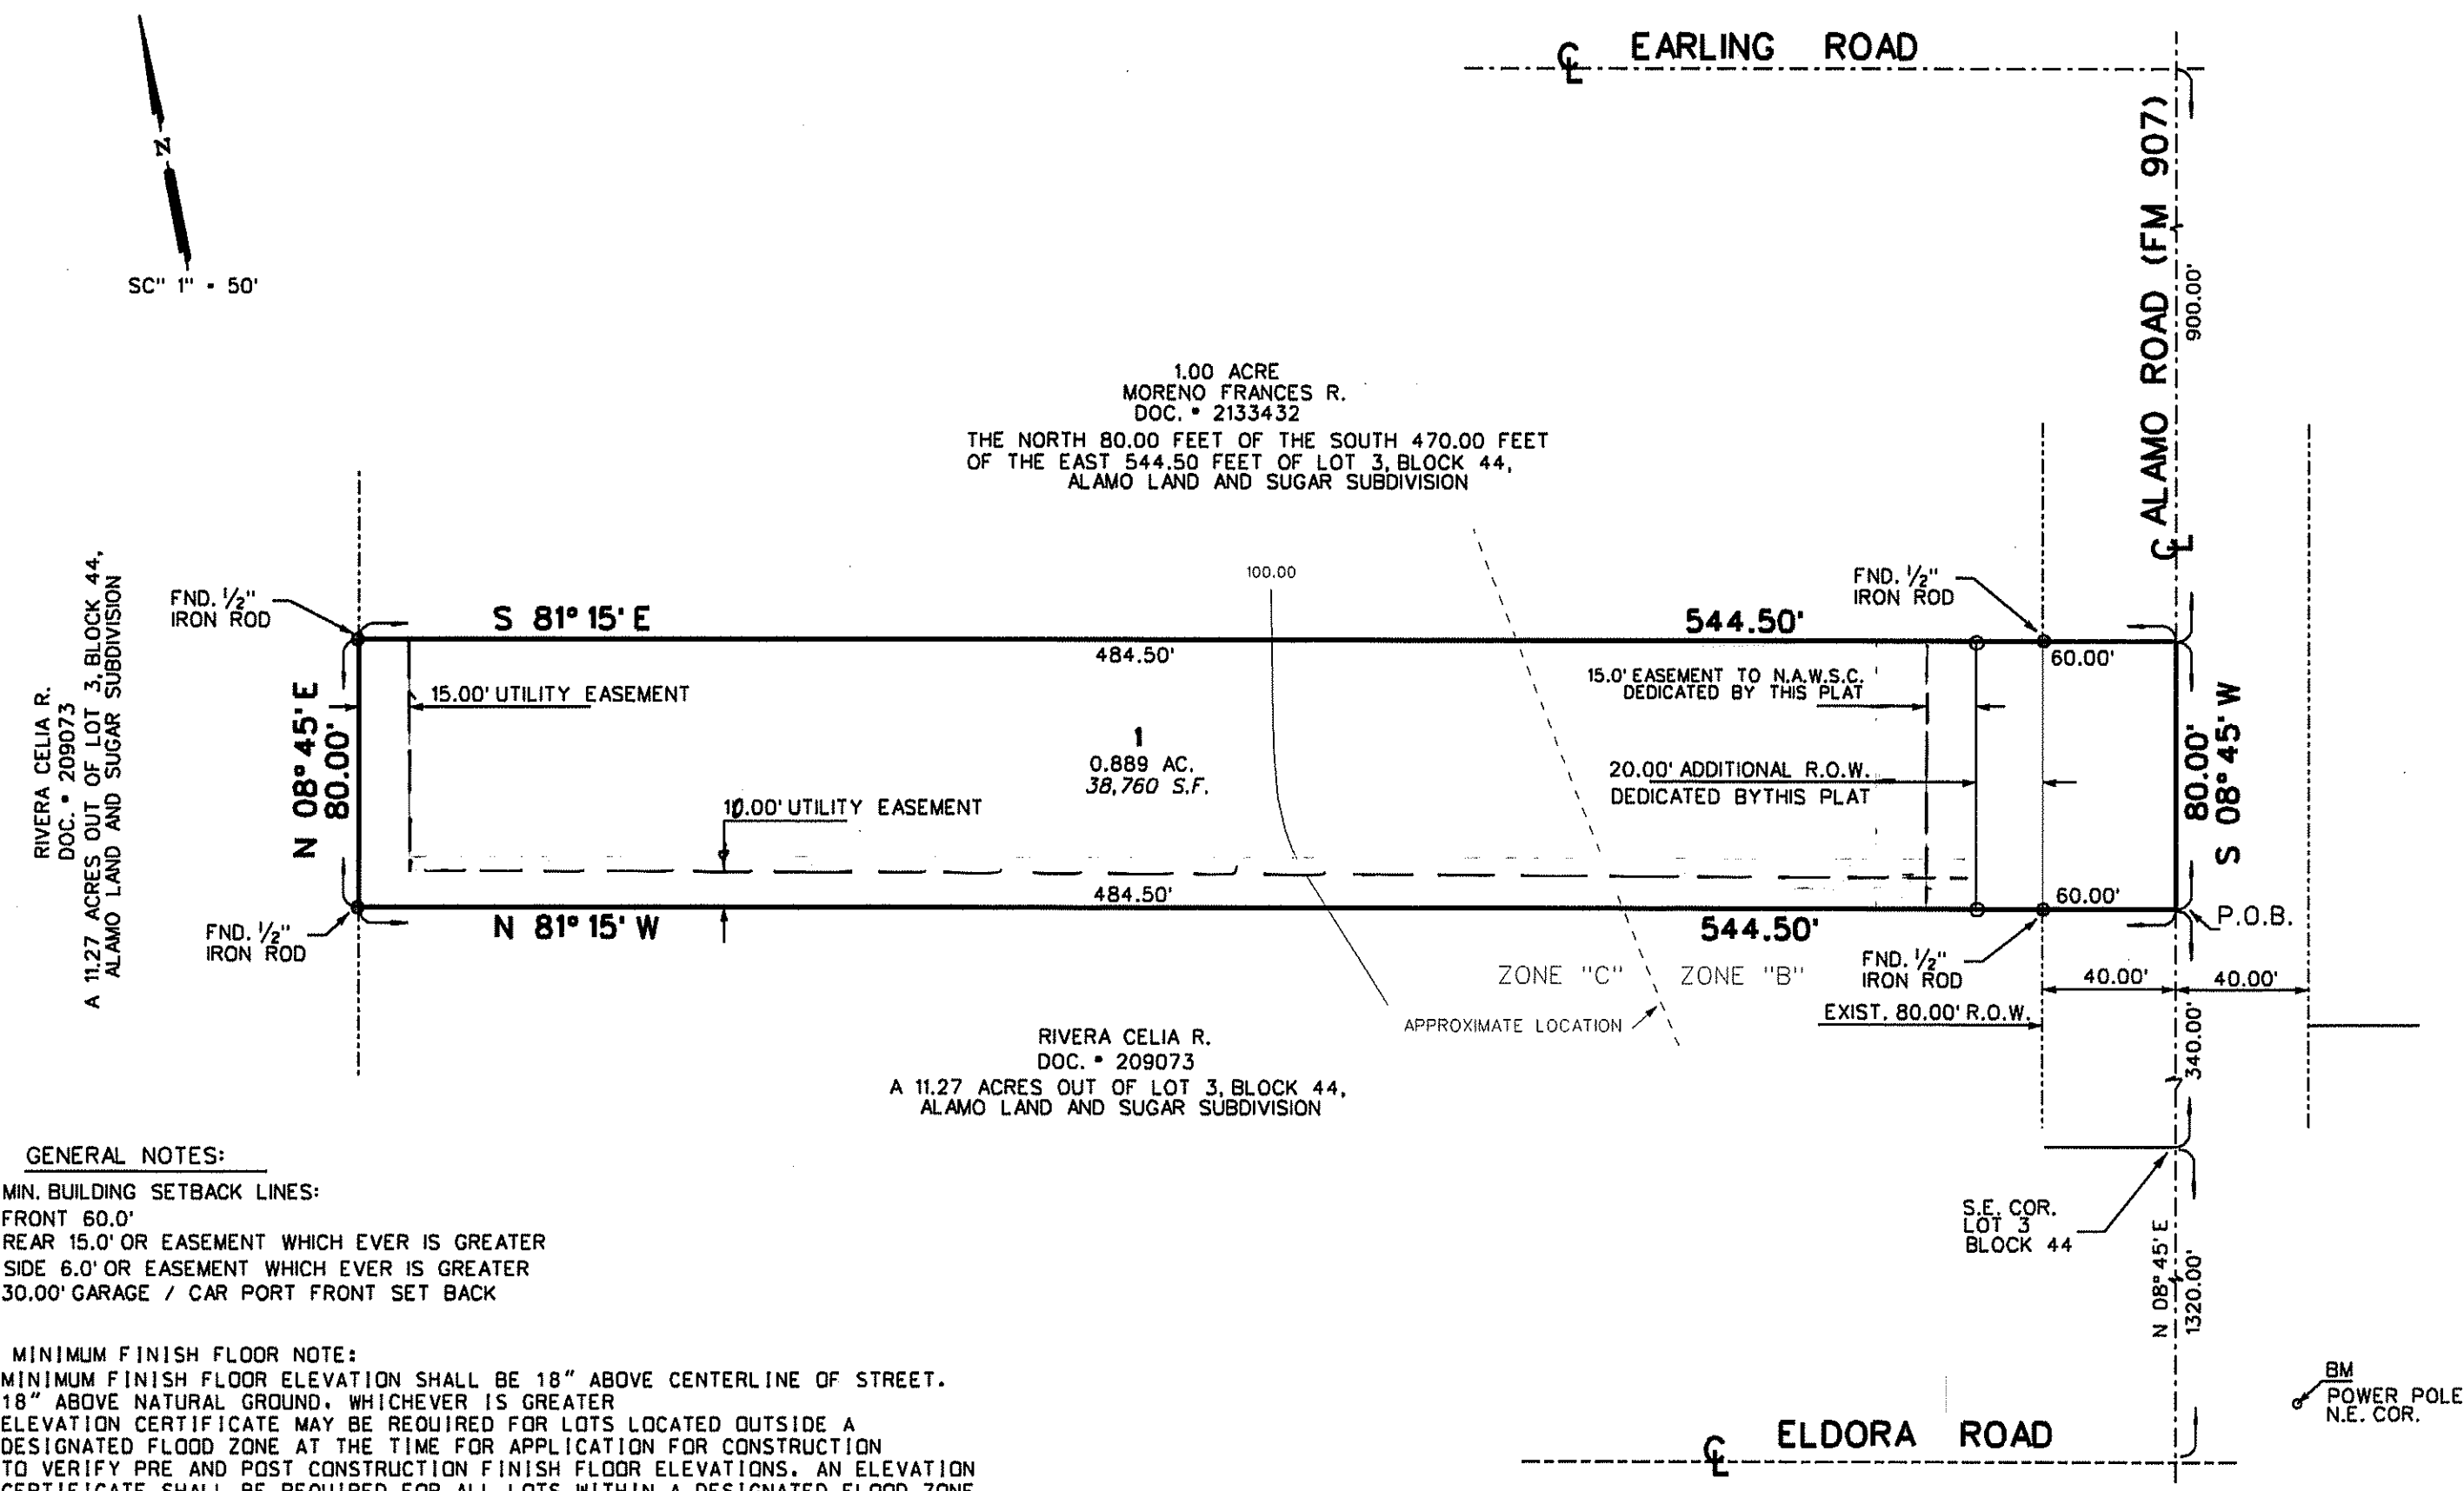 EARLING ROAD
ALAMO ROAD (FM 907)
900.00'
N
SC" 1" = 50'
1.00 ACRE
MORENO FRANCES R.
DOC. # 2133432
THE NORTH 80.00 FEET OF THE SOUTH 470.00 FEET
OF THE EAST 544.50 FEET OF LOT 3, BLOCK 44,
ALAMO LAND AND SUGAR SUBDIVISION
100.00
FND. 1/2"
IRON ROD
S 81° 15' E
544.50'
FND. 1/2"
IRON ROD
484.50'
60.00'
RIVERA CELIA R.
DOC. # 209073
A 11.27 ACRES OUT OF LOT 3, BLOCK 44,
ALAMO LAND AND SUGAR SUBDIVISION
N 08° 45' E
80.00'
15.00' UTILITY EASEMENT
15.0' EASEMENT TO N.A.W.S.C.
DEDICATED BY THIS PLAT
1
0.889 AC.
38,760 S.F.
20.00' ADDITIONAL R.O.W.
DEDICATED BYTHIS PLAT
80.00'
S 08° 45' W
10.00' UTILITY EASEMENT
484.50'
60.00'
FND. 1/2"
IRON ROD
N 81° 15' W
544.50'
P.O.B.
ZONE "C" ZONE "B"
FND. 1/2"
IRON ROD
40.00' 40.00'
APPROXIMATE LOCATION
EXIST. 80.00' R.O.W.
340.00'
RIVERA CELIA R.
DOC. # 209073
A 11.27 ACRES OUT OF LOT 3, BLOCK 44,
ALAMO LAND AND SUGAR SUBDIVISION
S.E. COR.
LOT 3
BLOCK 44
N 08° 45' E
1320.00'
GENERAL NOTES:
MIN. BUILDING SETBACK LINES:
FRONT 60.0'
REAR 15.0' OR EASEMENT WHICH EVER IS GREATER
SIDE 6.0' OR EASEMENT WHICH EVER IS GREATER
30.00' GARAGE / CAR PORT FRONT SET BACK
MINIMUM FINISH FLOOR NOTE:
MINIMUM FINISH FLOOR ELEVATION SHALL BE 18" ABOVE CENTERLINE OF STREET.
18" ABOVE NATURAL GROUND, WHICHEVER IS GREATER
ELEVATION CERTIFICATE MAY BE REQUIRED FOR LOTS LOCATED OUTSIDE A
DESIGNATED FLOOD ZONE AT THE TIME FOR APPLICATION FOR CONSTRUCTION
TO VERIFY PRE AND POST CONSTRUCTION FINISH FLOOR ELEVATIONS. AN ELEVATION
CERTIFICATE SHALL BE REQUIRED FOR ALL LOTS WITHIN A DESIGNATED FLOOD ZONE
BM
POWER POLE
N.E. COR.
ELDORA ROAD